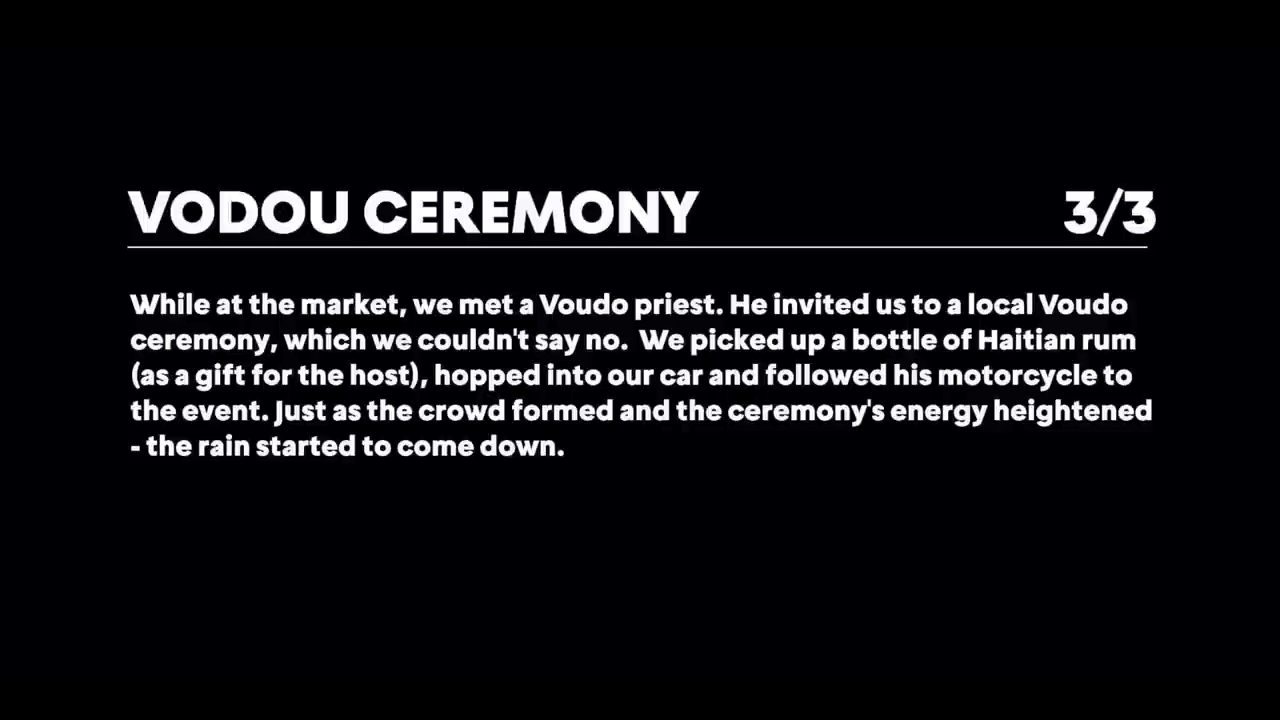 VODOU CEREMONY 3/3
While at the market, we met a Voudo priest. He invited us to a local Voudo
ceremony, which we couldn't say no.  We picked up a bottle of Haitian rum
(as a gift for the host), hopped into our car and followed his motorcycle to
the event. Just as the crowd formed and the ceremony's energy heightened
- the rain started to come down.